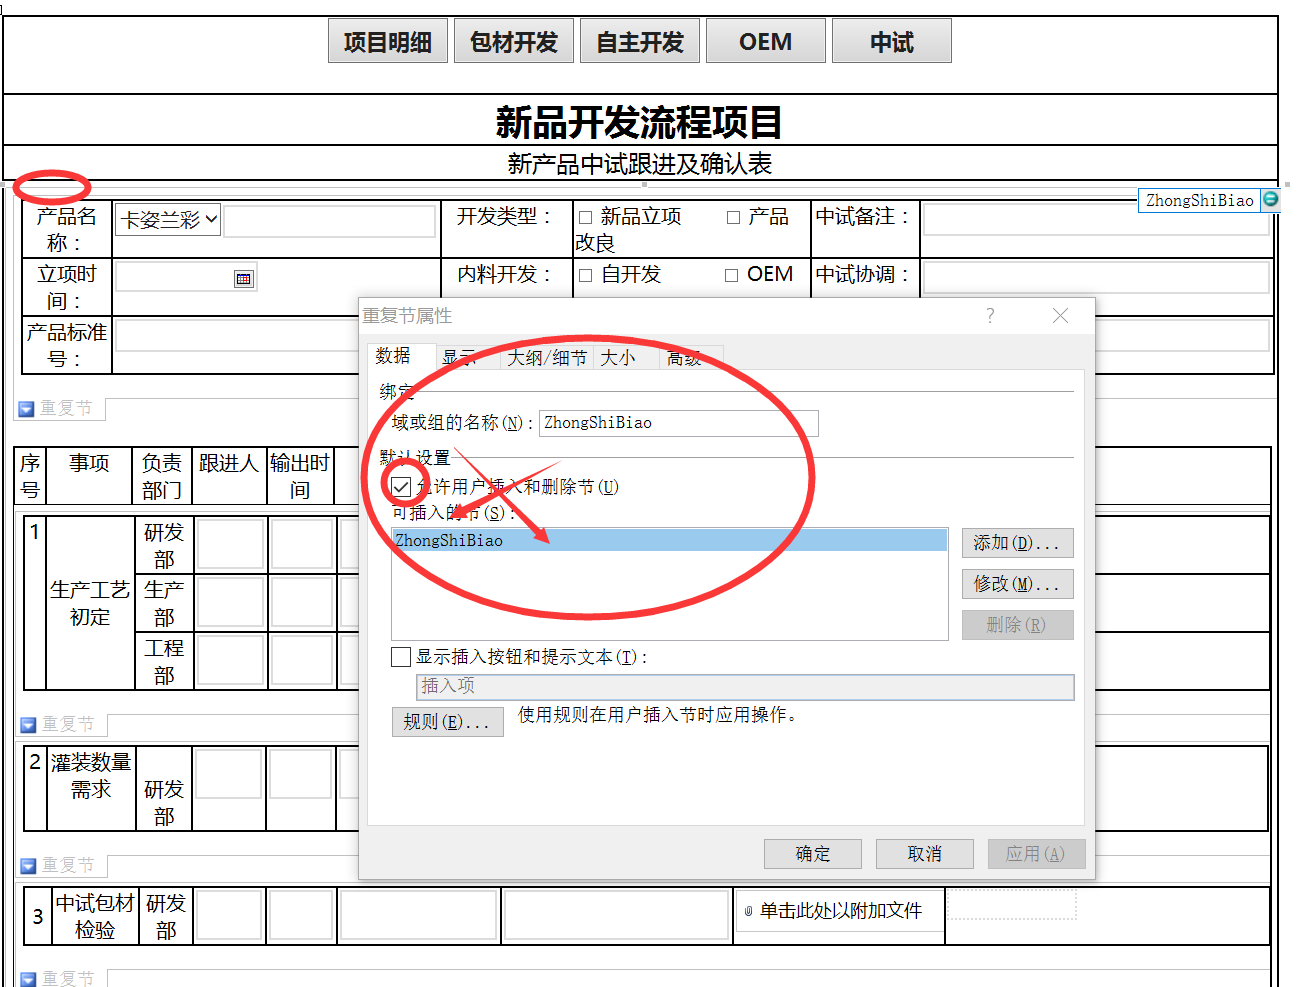 项目明细 包材开发 自主开发 OEM 中试
新品开发流程项目
新产品中试跟进及确认表
ZhongShiBiao
产品名称： 卡姿兰彩 开发类型： 新品立项 产品改良 中试备注：
立项时间： 内料开发： 自开发 OEM 中试协调：
产品标准号：
重复节
序号 事项 负责部门 跟进人 输出时间
1 生产工艺初定 研发部
生产部
工程部
重复节
2 灌装数量需求 研发部
重复节
3 中试包材检验 研发部 单击此处以附加文件
重复节
重复节属性 ?
数据 显示 大纲/细节 大小 高级
绑定
域或组的名称(N): ZhongShiBiao
默认设置
允许用户插入和删除节(U)
可插入的节(S):
ZhongShiBiao
添加(D)...
修改(M)...
删除(R)
显示插入按钮和提示文本(T):
插入项
规则(E)... 使用规则在用户插入节时应用操作。
确定 取消 应用(A)